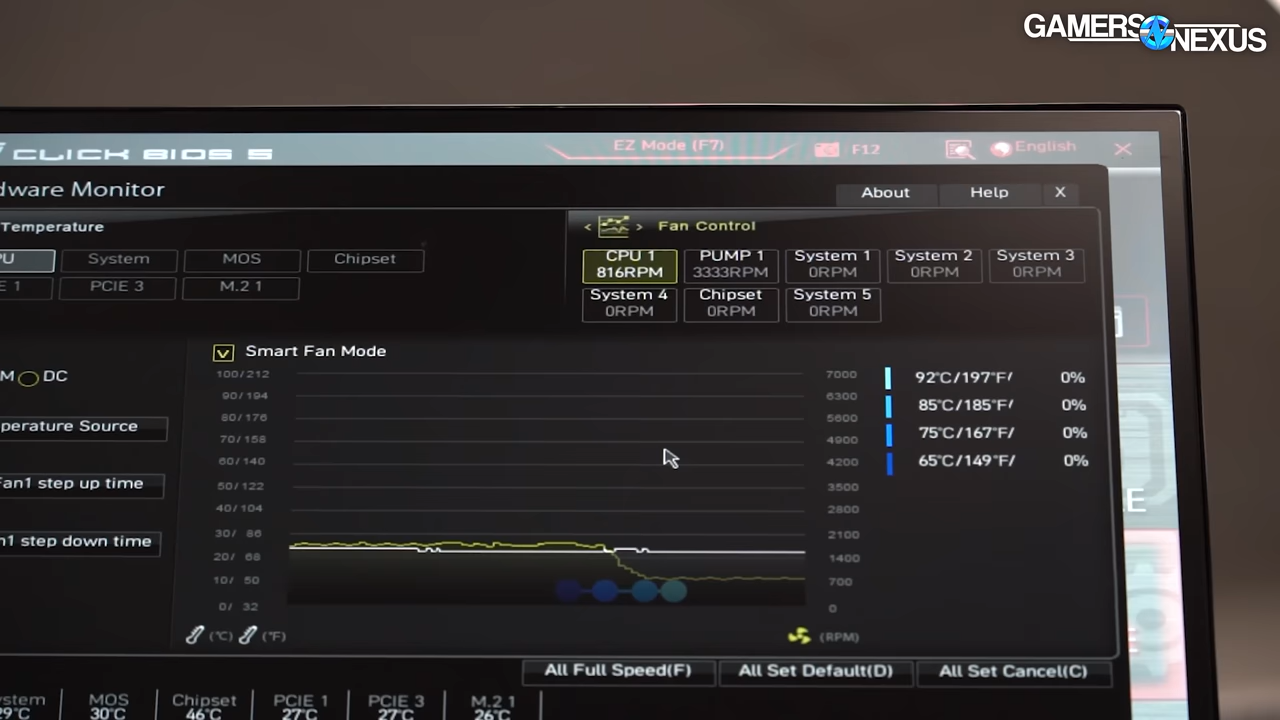 GAMERS NEXUS
CLICK BIOS 5
EZ Mode (F7)
F12
English
X
dware Monitor
About
Help
X
Temperature
Fan Control
PU
System
MOS
Chipset
E 1
PCIE 3
M.2 1
CPU 1
816RPM
PUMP 1
3333RPM
System 1
0RPM
System 2
0RPM
System 3
0RPM
System 4
0RPM
Chipset
0RPM
System 5
0RPM
Smart Fan Mode
M DC
perature Source
Fan1 step up time
n1 step down time
100/212 7000
90/194 6300
80/176 5600
70/158 4900
60/140 4200
50/122 3500
40/104 2800
30/ 86 2100
20/ 68 1400
10/ 50 700
0/ 32 0
(°C) (°F) (RPM)
92°C/197°F/ 0%
85°C/185°F/ 0%
75°C/167°F/ 0%
65°C/149°F/ 0%
All Full Speed(F)
All Set Default(D)
All Set Cancel(C)
ystem
29°C
MOS
30°C
Chipset
46°C
PCIE 1
27°C
PCIE 3
27°C
M.2 1
26°C
E